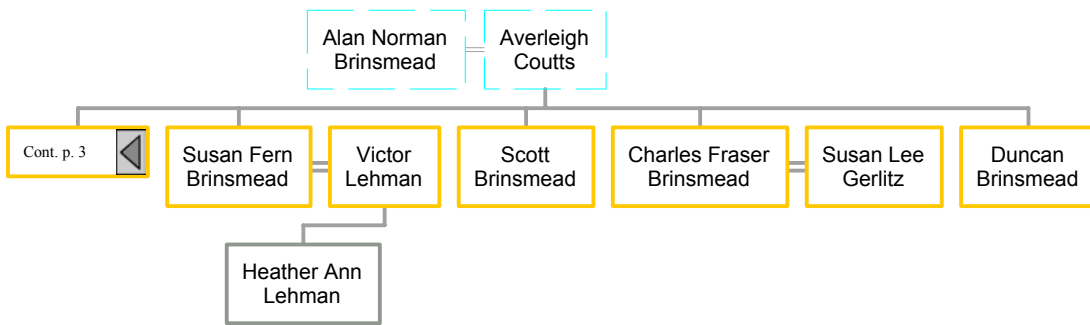 Alan Norman
Brinsmead
Averleigh
Coutts
Cont. p. 3
Susan Fern
Brinsmead
Victor
Lehman
Scott
Brinsmead
Charles Fraser
Brinsmead
Susan Lee
Gerlitz
Duncan
Brinsmead
Heather Ann
Lehman